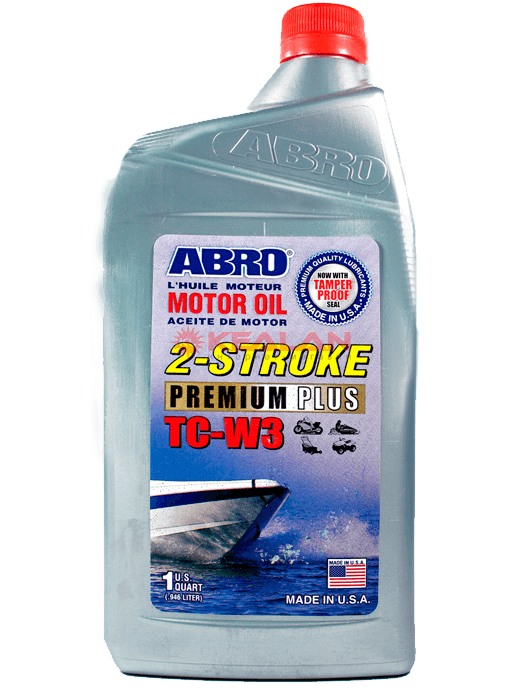 ABRO
ABRO®
L'HUILE MOTEUR
MOTOR OIL
ACEITE DE MOTOR
PREMIUM QUALITY LUBRICANTS
NOW WITH
TAMPER
PROOF
SEAL
MADE IN U.S.A.
KEALAN
2-STROKE
PREMIUM PLUS
TC-W3
1 U.S.
QUART
(.946 LITER)
MADE IN U.S.A.
MADE IN U.S.A.